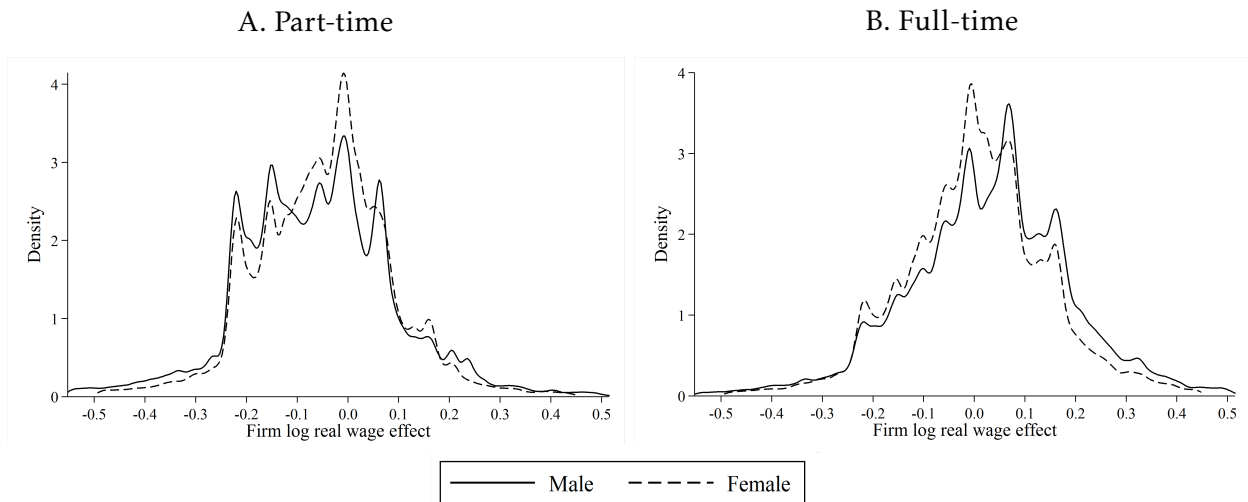 A. Part-time
B. Full-time
4
3
2
1
0
Density
-0.5 -0.4 -0.3 -0.2 -0.1 0.0 0.1 0.2 0.3 0.4 0.5
Firm log real wage effect
4
3
2
1
0
Density
-0.5 -0.4 -0.3 -0.2 -0.1 0.0 0.1 0.2 0.3 0.4 0.5
Firm log real wage effect
Male Female